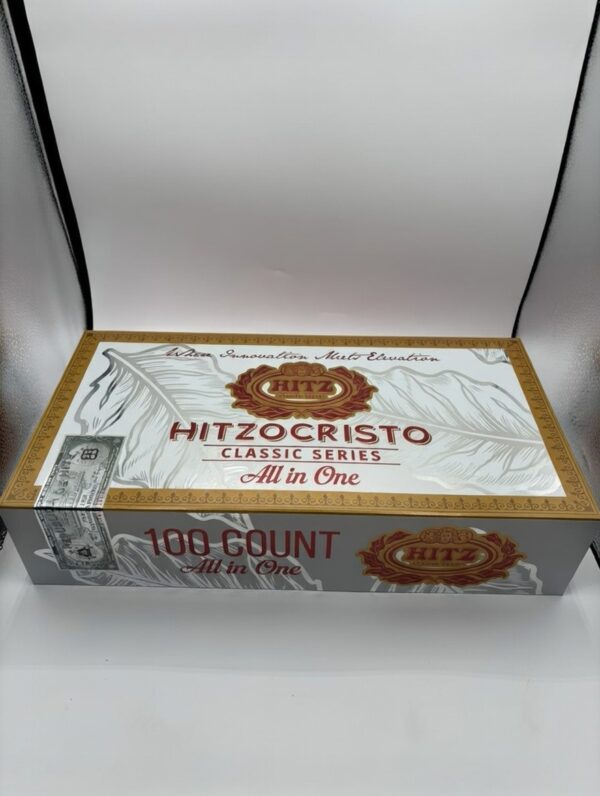 When Innovation Meets Elevation
HITZ
HITZOCRISTO
CLASSIC SERIES
All in One
100 COUNT
All in One
HITZ